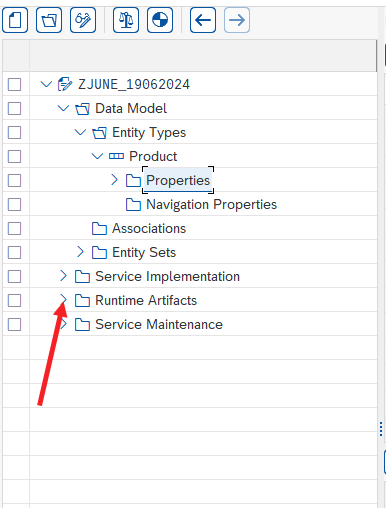 ZJUNE_19062024
Data Model
Entity Types
Product
Properties
Navigation Properties
Associations
Entity Sets
Service Implementation
Runtime Artifacts
Service Maintenance